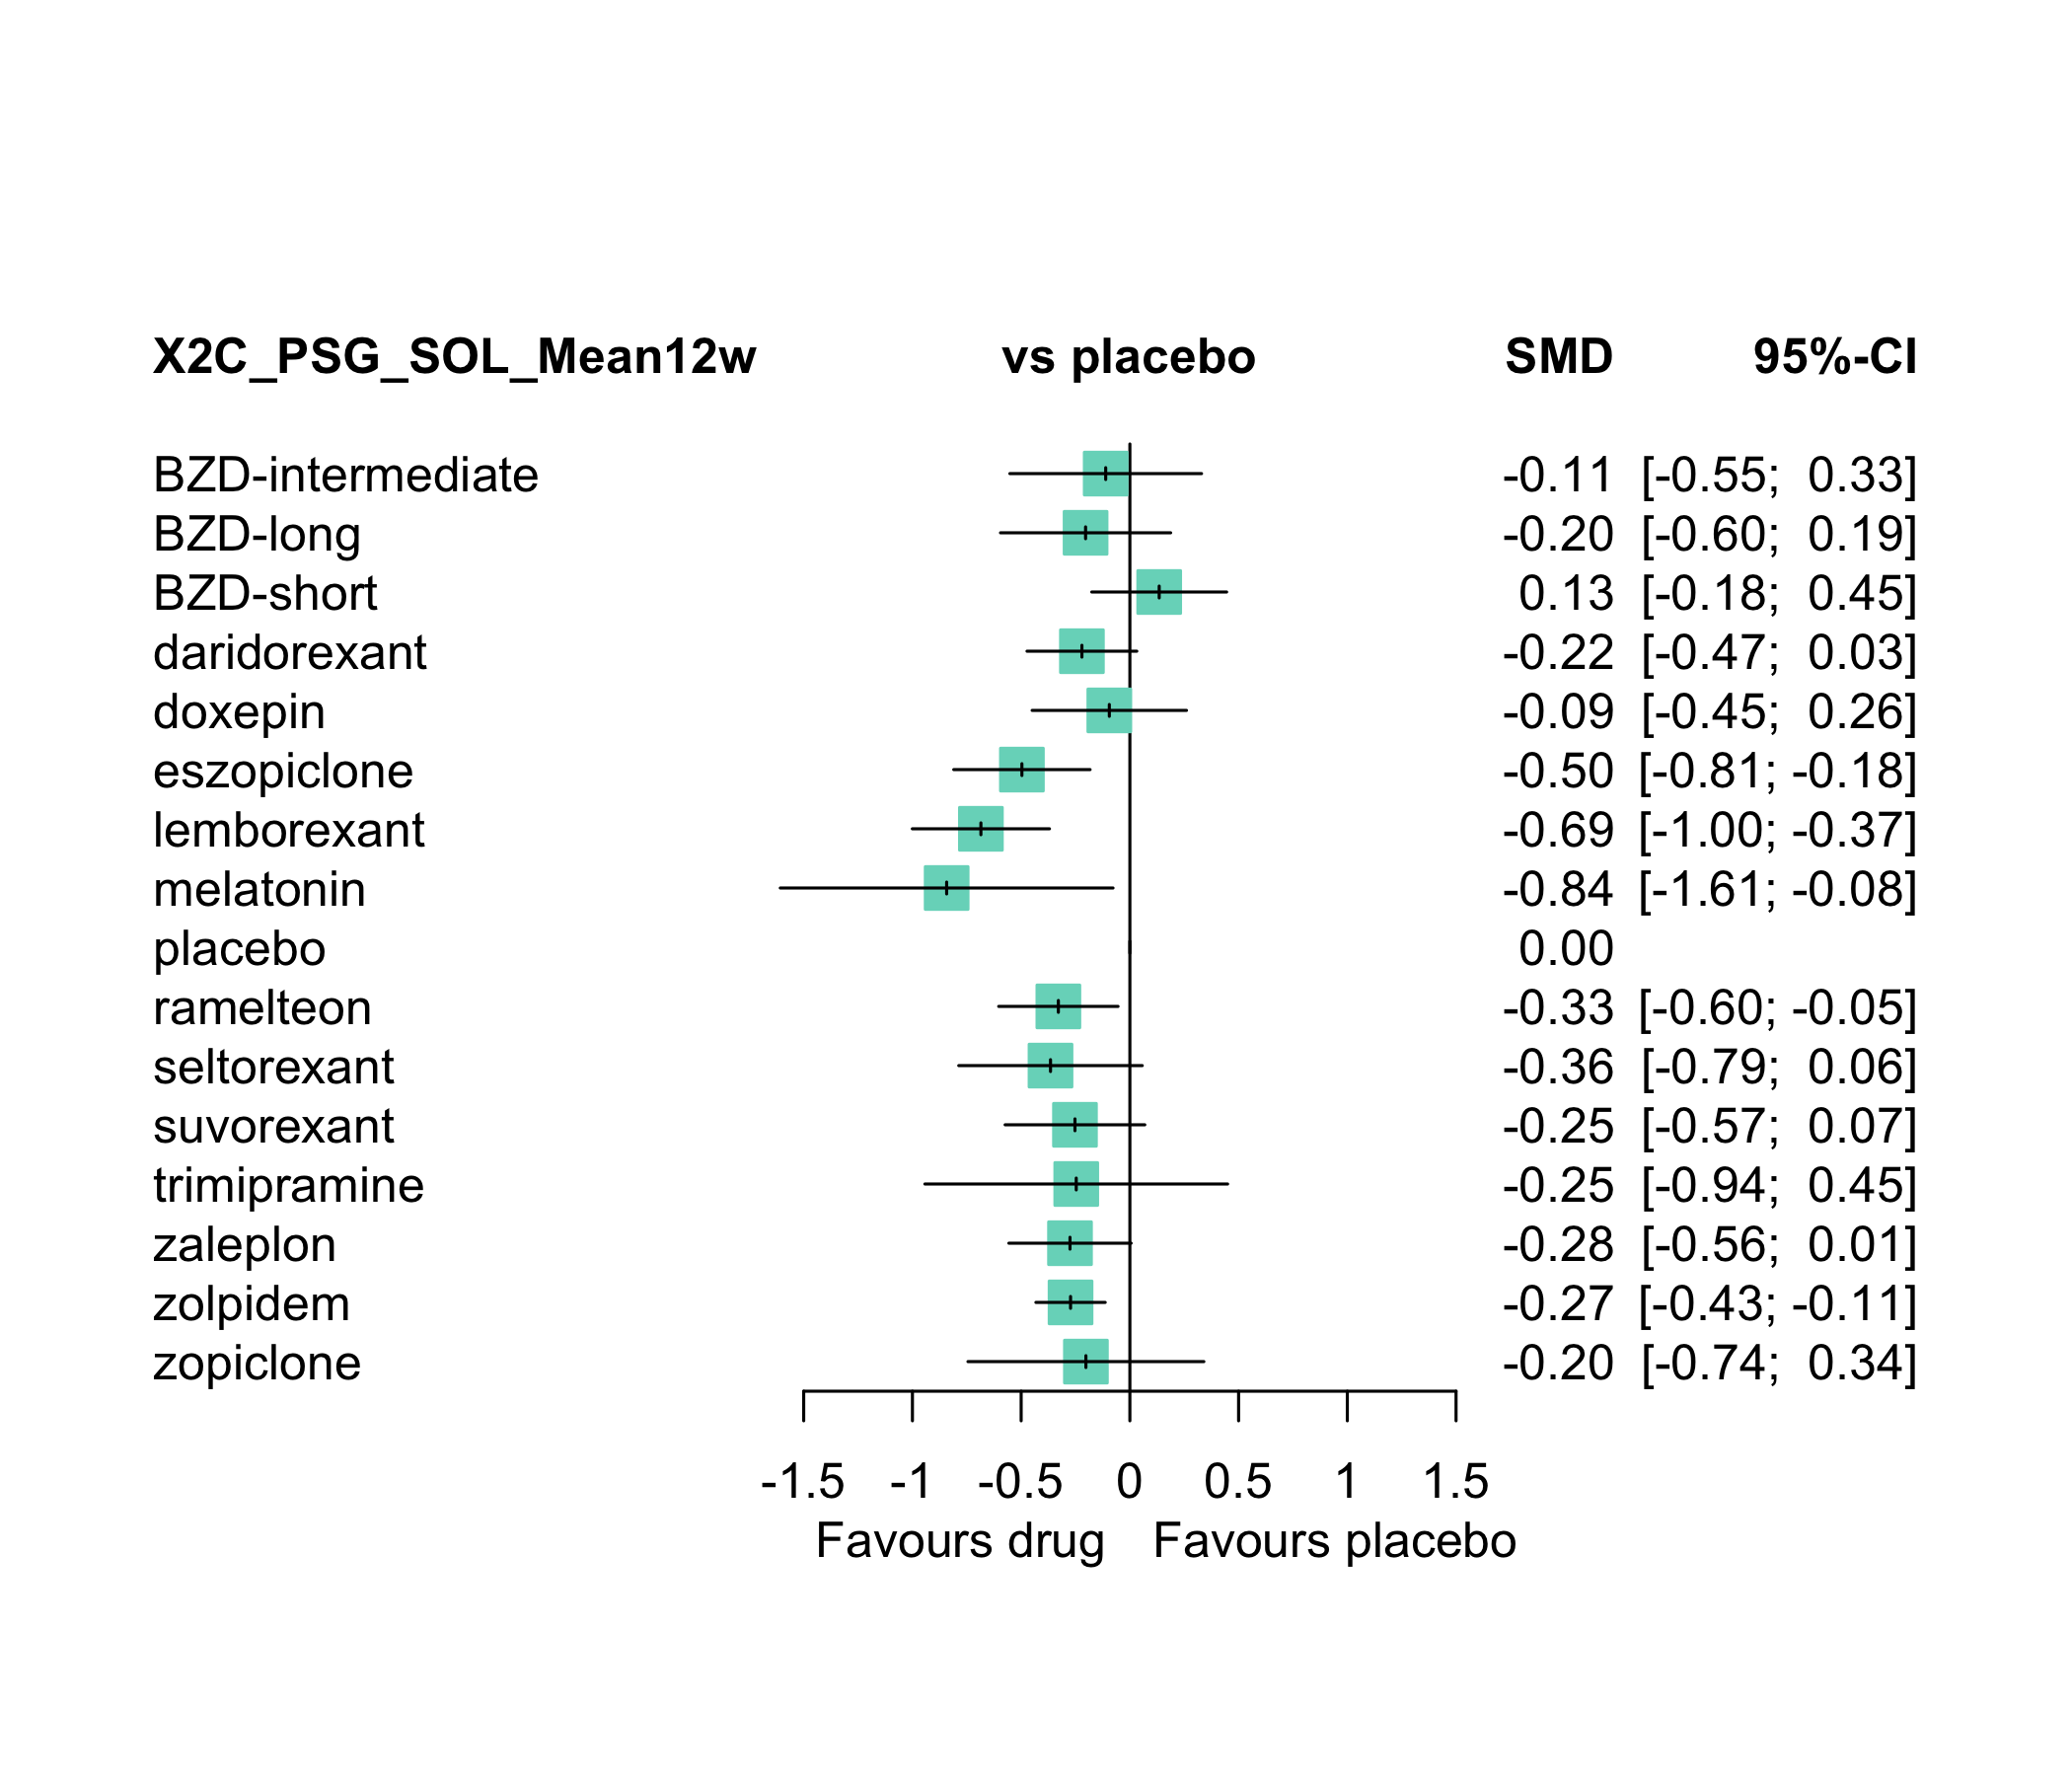 X2C_PSG_SOL_Mean12w vs placebo SMD 95%-CI
BZD-intermediate -0.11 [-0.55; 0.33]
BZD-long -0.20 [-0.60; 0.19]
BZD-short 0.13 [-0.18; 0.45]
daridorexant -0.22 [-0.47; 0.03]
doxepin -0.09 [-0.45; 0.26]
eszopiclone -0.50 [-0.81; -0.18]
lemborexant -0.69 [-1.00; -0.37]
melatonin -0.84 [-1.61; -0.08]
placebo 0.00
ramelteon -0.33 [-0.60; -0.05]
seltorexant -0.36 [-0.79; 0.06]
suvorexant -0.25 [-0.57; 0.07]
trimipramine -0.25 [-0.94; 0.45]
zaleplon -0.28 [-0.56; 0.01]
zolpidem -0.27 [-0.43; -0.11]
zopiclone -0.20 [-0.74; 0.34]
-1.5 -1 -0.5 0 0.5 1 1.5
Favours drug Favours placebo